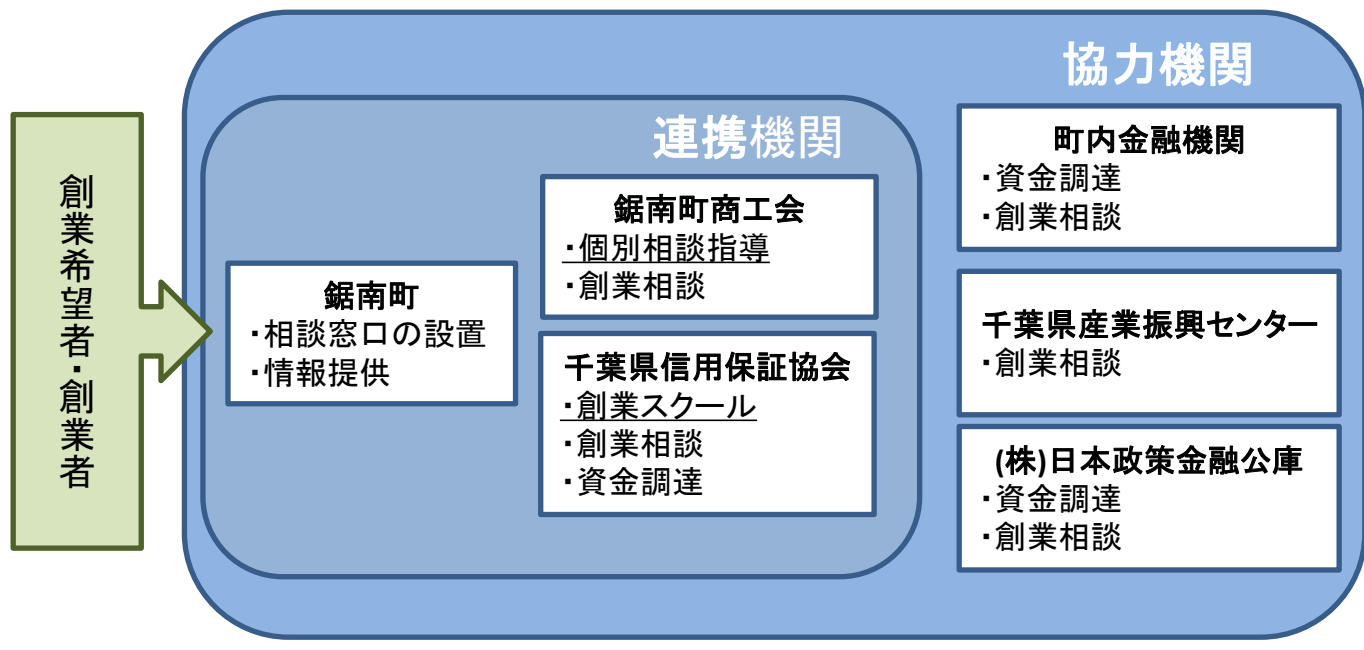 創業希望者・創業者
協力機関
連携機関
鋸南町
・相談窓口の設置
・情報提供
鋸南町商工会
・個別相談指導
・創業相談
千葉県信用保証協会
・創業スクール
・創業相談
・資金調達
町内金融機関
・資金調達
・創業相談
千葉県産業振興センター
・創業相談
(株)日本政策金融公庫
・資金調達
・創業相談